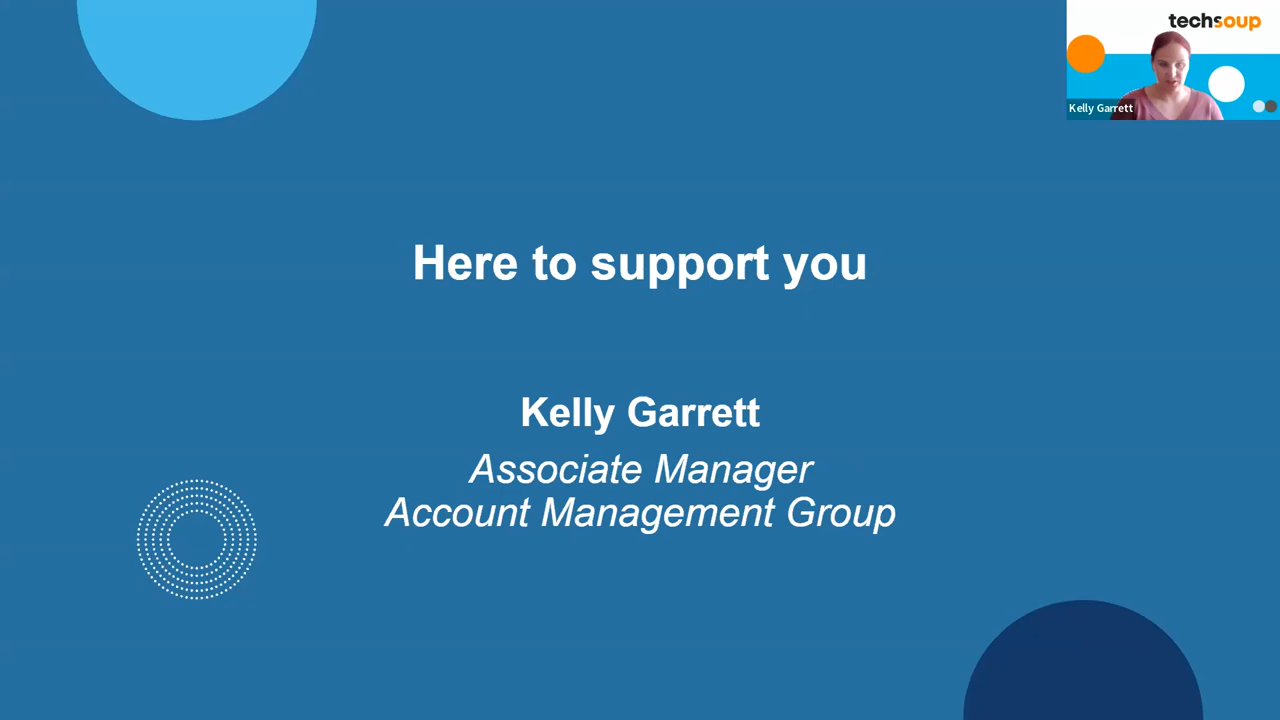 techsoup
Kelly Garrett
Here to support you
Kelly Garrett
Associate Manager
Account Management Group